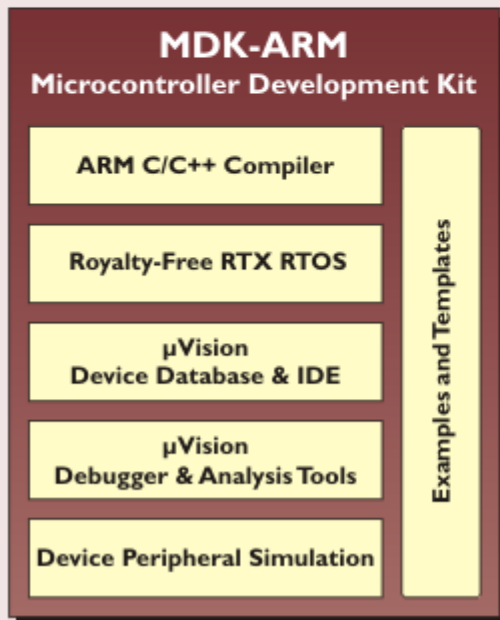 MDK-ARM
Microcontroller Development Kit
ARM C/C++ Compiler
Royalty-Free RTX RTOS
µVision
Device Database & IDE
µVision
Debugger & Analysis Tools
Device Peripheral Simulation
Examples and Templates